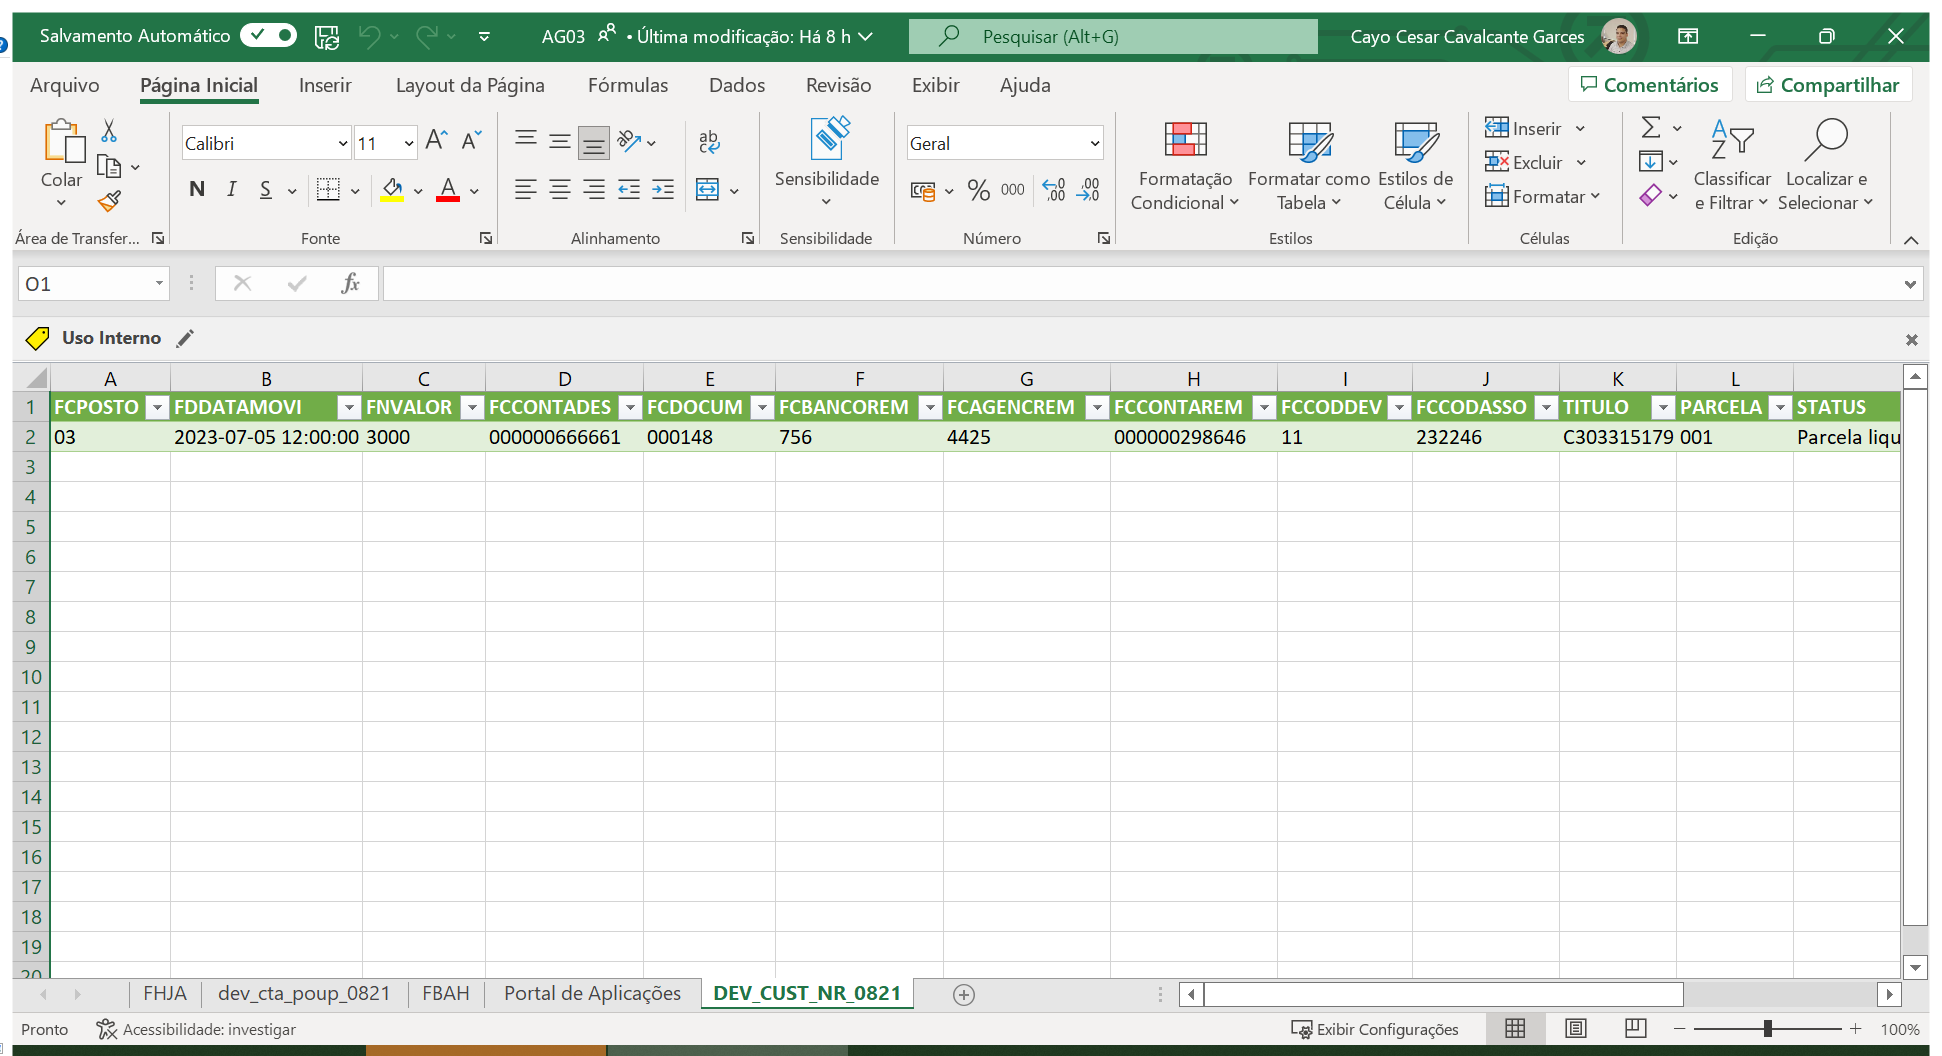 Salvamento Automático
AG03 • Última modificação: Há 8 h
Pesquisar (Alt+G)
Cayo Cesar Cavalcante Garces
Arquivo Página Inicial Inserir Layout da Página Fórmulas Dados Revisão Exibir Ajuda
Comentários Compartilhar
Colar
Área de Transfer...
Calibri 11
N I S
Fonte
ab
Alinhamento
Sensibilidade
Sensibilidade
Geral
% 000 ,00 ,00
Número
Formatação Condicional
Formatar como Tabela
Estilos de Célula
Estilos
Inserir
Excluir
Formatar
Células
Classificar e Filtrar
Localizar e Selecionar
Edição
O1
fx
Uso Interno
A B C D E F G H I J K L
1 FCPOSTO FDDATAMOVI FNVALOR FCCONTADES FCDOCUM FCBANCOREM FCAGENCREM FCCONTAREM FCCODDEV FCCODASSO TITULO PARCELA STATUS
2 03 2023-07-05 12:00:00 3000 000000666661 000148 756 4425 000000298646 11 232246 C303315179 001 Parcela liqu
3
4
5
6
7
8
9
10
11
12
13
14
15
16
17
18
19
20
FHJA dev_cta_poup_0821 FBAH Portal de Aplicações DEV_CUST_NR_0821
Pronto Acessibilidade: investigar Exibir Configurações 100%